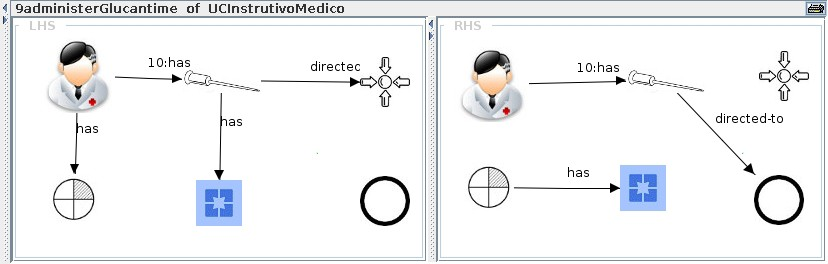 9administerGlucantime of UCInstrutivoMedico
LHS
RHS
10:has
directec
has
has
10:has
directed-to
has